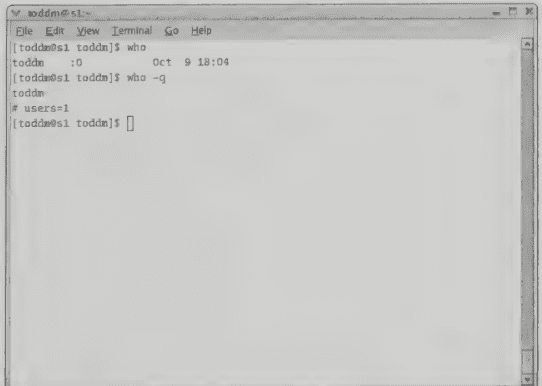 toddm@s1:~
File Edit View Terminal Go Help
[toddm@s1 toddm]$ who
toddm :0 Oct 9 18:04
[toddm@s1 toddm]$ who -q
toddm
# users=1
[toddm@s1 toddm]$